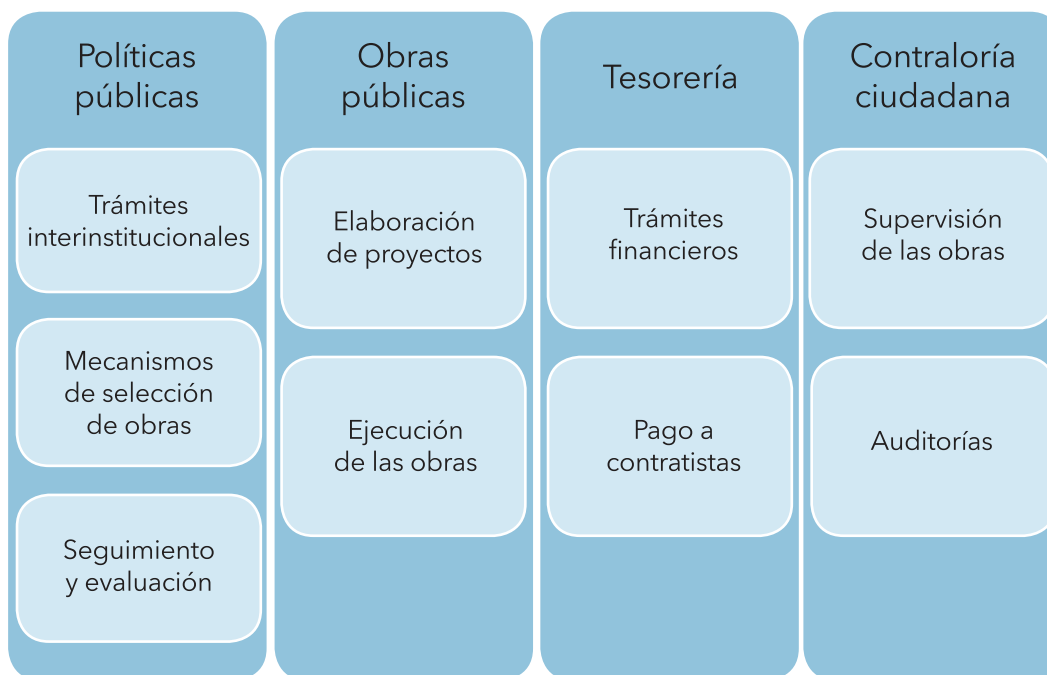 Políticas
públicas
Trámites
interinstitucionales
Mecanismos
de selección
de obras
Seguimiento
y evaluación
Obras
públicas
Elaboración
de proyectos
Ejecución
de las obras
Tesorería
Trámites
financieros
Pago a
contratistas
Contraloría
ciudadana
Supervisión
de las obras
Auditorías